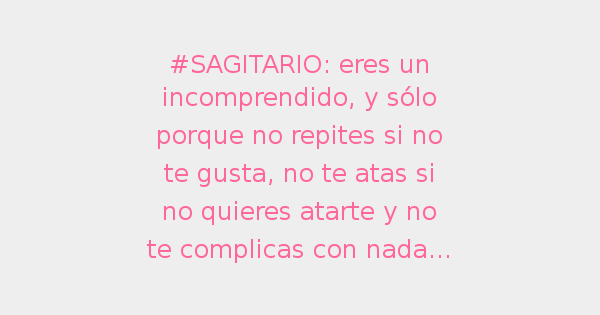 #SAGITARIO: eres un
incomprendido, y sólo
porque no repites si no
te gusta, no te atas si
no quieres atarte y no
te complicas con nada...